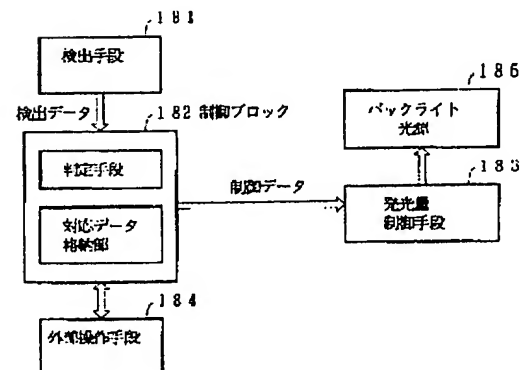 181
検出手段
検出データ
182 制御ブロック
判定手段
対応データ
格納部
制御データ
186
バックライト
光源
183
発光量
制御手段
184
外部操作手段